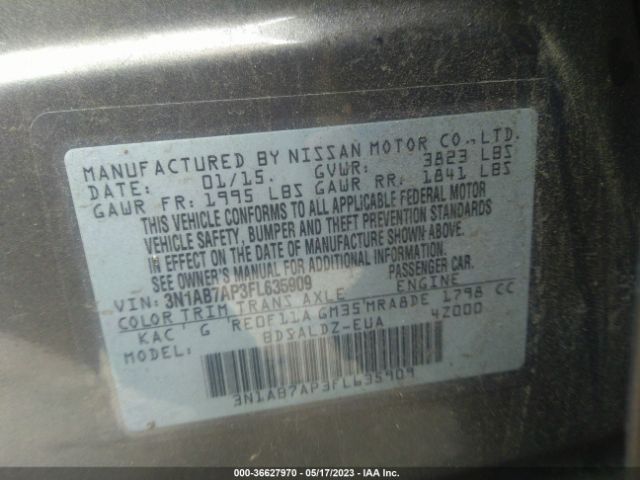 MANUFACTURED BY NISSAN MOTOR CO.,LTD.
DATE: 01/15. GVWR: 3823 LBS
GAWR FR: 1995 LBS GAWR RR: 1841 LBS
THIS VEHICLE CONFORMS TO ALL APPLICABLE FEDERAL MOTOR
VEHICLE SAFETY, BUMPER AND THEFT PREVENTION STANDARDS
IN EFFECT ON THE DATE OF MANUFACTURE SHOWN ABOVE.
SEE OWNER'S MANUAL FOR ADDITIONAL INFORMATION
VIN: 3N1AB7AP3FL635909 PASSENGER CAR.
COLOR TRIM TRANS AXLE ENGINE
KAC G RE0F11A GM35 MRA8DE 1798 CC
MODEL: BDSALDZ-EUA 4Z000
3N1AB7AP3FL635909
000-36627970 - 05/17/2023 - IAA Inc.